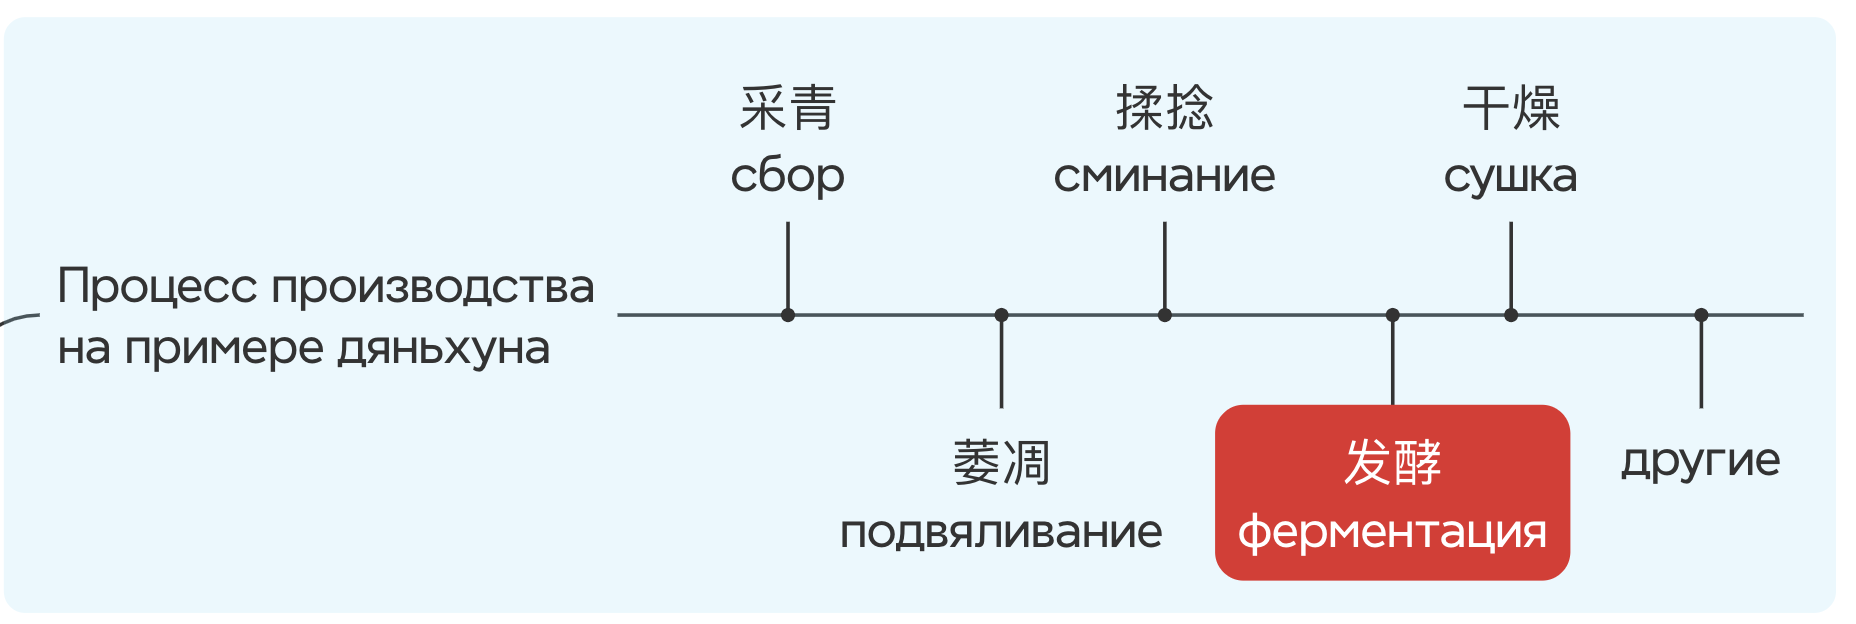 Процесс производства
на примере дяньхуна
采青
сбор
萎凋
подвяливание
揉捻
сминание
发酵
ферментация
干燥
сушка
другие